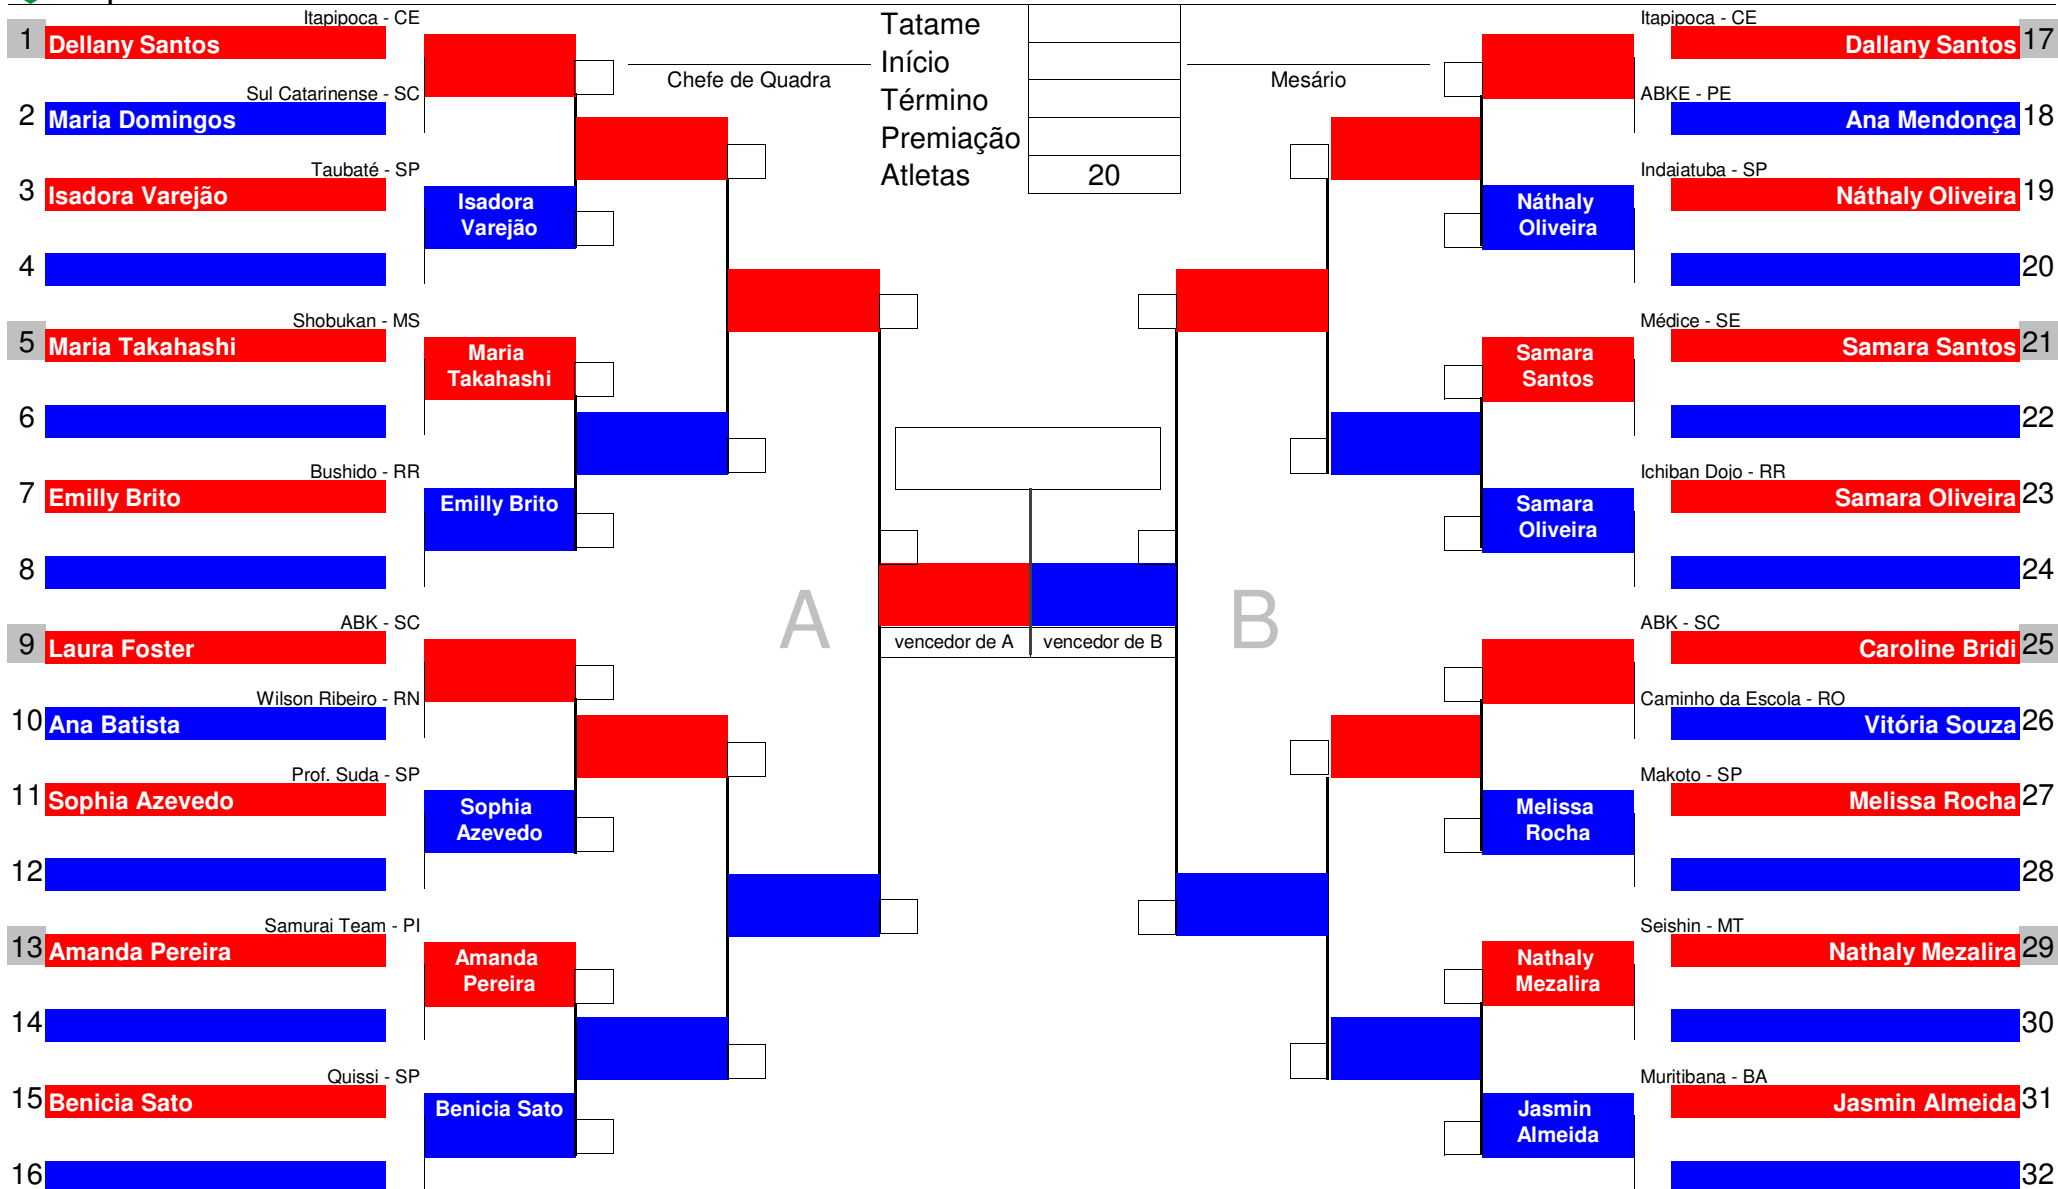 Itapipoca - CE
1 Dellany Santos
Sul Catarinense - SC
2 Maria Domingos
Taubaté - SP
3 Isadora Varejão
4
Shobukan - MS
5 Maria Takahashi
6
Bushido - RR
7 Emilly Brito
8
ABK - SC
9 Laura Foster
Wilson Ribeiro - RN
10 Ana Batista
Prof. Suda - SP
11 Sophia Azevedo
12
Samurai Team - PI
13 Amanda Pereira
14
Quissi - SP
15 Benicia Sato
16
Isadora
Varejão
Maria
Takahashi
Emilly Brito
Sophia
Azevedo
Amanda
Pereira
Benicia Sato
Chefe de Quadra
Tatame
Início
Término
Premiação
Atletas 20
Mesário
A
B
vencedor de A
vencedor de B
Náthaly
Oliveira
Samara
Santos
Samara
Oliveira
Melissa
Rocha
Nathaly
Mezalira
Jasmin
Almeida
Itapipoca - CE
Dallany Santos 17
ABKE - PE
Ana Mendonça 18
Indaiatuba - SP
Náthaly Oliveira 19
20
Médice - SE
Samara Santos 21
22
Ichiban Dojo - RR
Samara Oliveira 23
24
ABK - SC
Caroline Bridi 25
Caminho da Escola - RO
Vitória Souza 26
Makoto - SP
Melissa Rocha 27
28
Seishin - MT
Nathaly Mezalira 29
30
Muritibana - BA
Jasmin Almeida 31
32